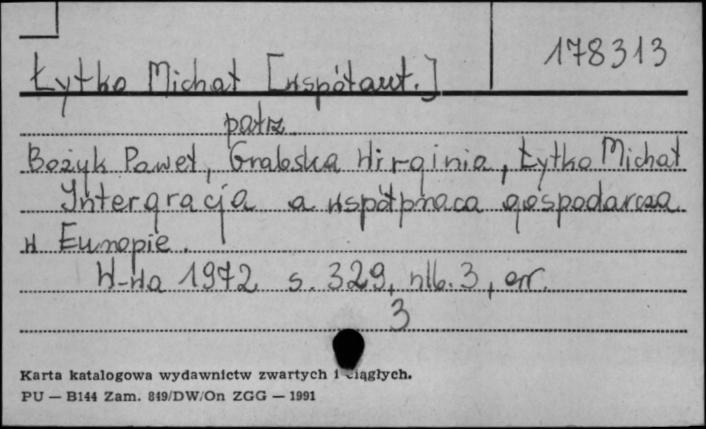 178313
Łytko Michał [współaut.]
patrz
Bożyk Paweł, Grabska Wirginia, Łytko Michał
Intergracja a współpraca gospodarcza
w Europie.
W-wa 1972 s. 329, nlb. 3, err.
3
Karta katalogowa wydawnictw zwartych i ciągłych.
PU — B144 Zam. 849/DW/On ZGG — 1991